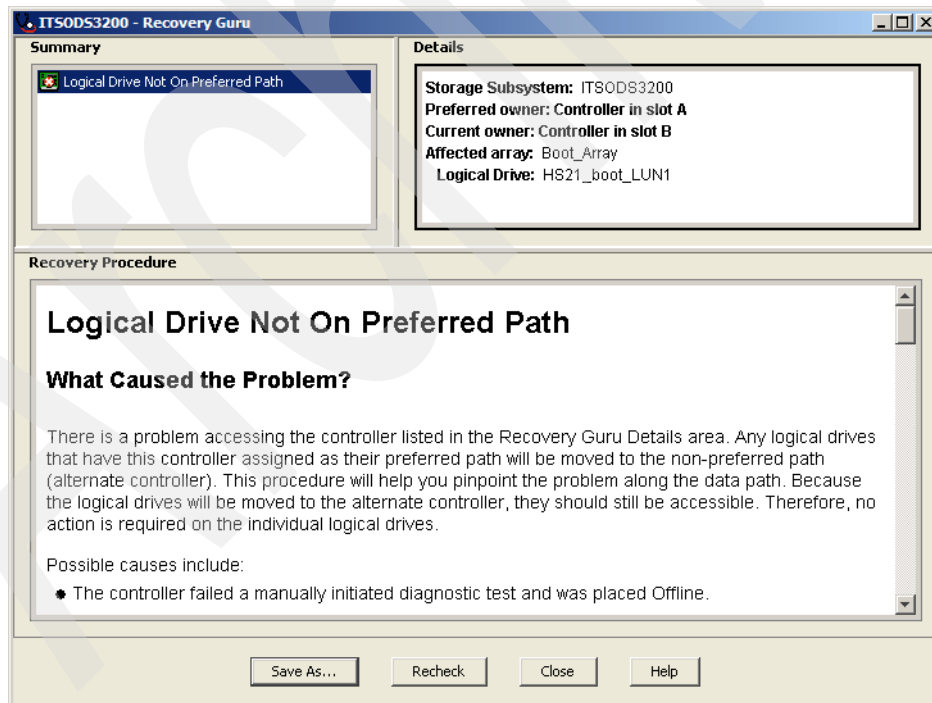 ITSODS3200 - Recovery Guru
Summary
Logical Drive Not On Preferred Path
Details
Storage Subsystem: ITSODS3200
Preferred owner: Controller in slot A
Current owner: Controller in slot B
Affected array: Boot_Array
Logical Drive: HS21_boot_LUN1
Recovery Procedure
Logical Drive Not On Preferred Path
What Caused the Problem?
There is a problem accessing the controller listed in the Recovery Guru Details area. Any logical drives
that have this controller assigned as their preferred path will be moved to the non-preferred path
(alternate controller). This procedure will help you pinpoint the problem along the data path. Because
the logical drives will be moved to the alternate controller, they should still be accessible. Therefore, no
action is required on the individual logical drives.
Possible causes include:
• The controller failed a manually initiated diagnostic test and was placed Offline.
Save As...
Recheck
Close
Help